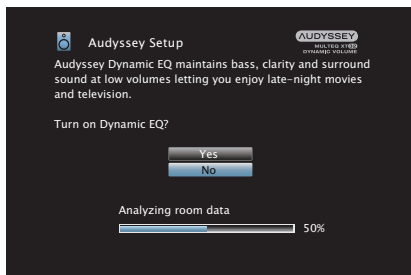 Audyssey Setup
AUDYSSEY
MULTEQ XT32
DYNAMIC VOLUME
Audyssey Dynamic EQ maintains bass, clarity and surround
sound at low volumes letting you enjoy late-night movies
and television.
Turn on Dynamic EQ?
Yes
No
Analyzing room data
50%